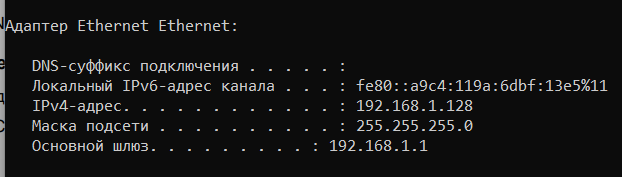 Адаптер Ethernet Ethernet:
DNS-суффикс подключения . . . . . :
Локальный IPv6-адрес канала . . . : fe80::a9c4:119a:6dbf:13e5%11
IPv4-адрес. . . . . . . . . . . . : 192.168.1.128
Маска подсети . . . . . . . . . . : 255.255.255.0
Основной шлюз. . . . . . . . . : 192.168.1.1